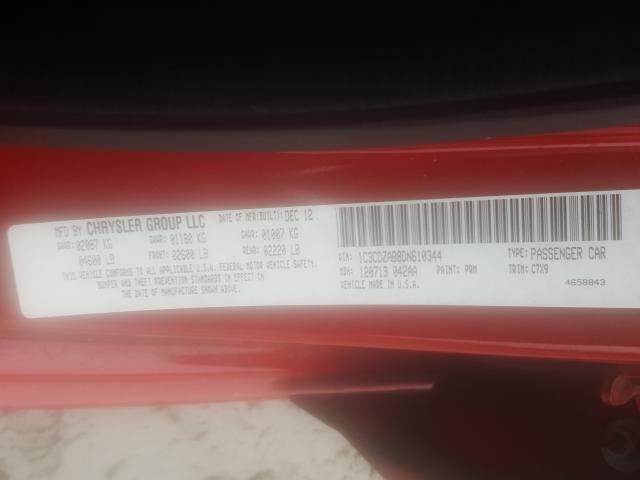 MFD BY CHRYSLER GROUP LLC
DATE OF MFR(BUILT): DEC 12
GVWR: 02087 KG
04600 LB
GAWR: 01180 KG
FRONT: 02600 LB
GAWR: 01007 KG
REAR: 02220 LB
THIS VEHICLE CONFORMS TO ALL APPLICABLE U.S.A. FEDERAL MOTOR VEHICLE SAFETY,
BUMPER AND THEFT PREVENTION STANDARDS IN EFFECT ON
THE DATE OF MANUFACTURE SHOWN ABOVE.
VIN: 1C3CDZAB8DN610344
TYPE: PASSENGER CAR
MDH: 120719 042AA
PAINT: PRM
TRIM: C7X9
VEHICLE MADE IN U.S.A.
4658843